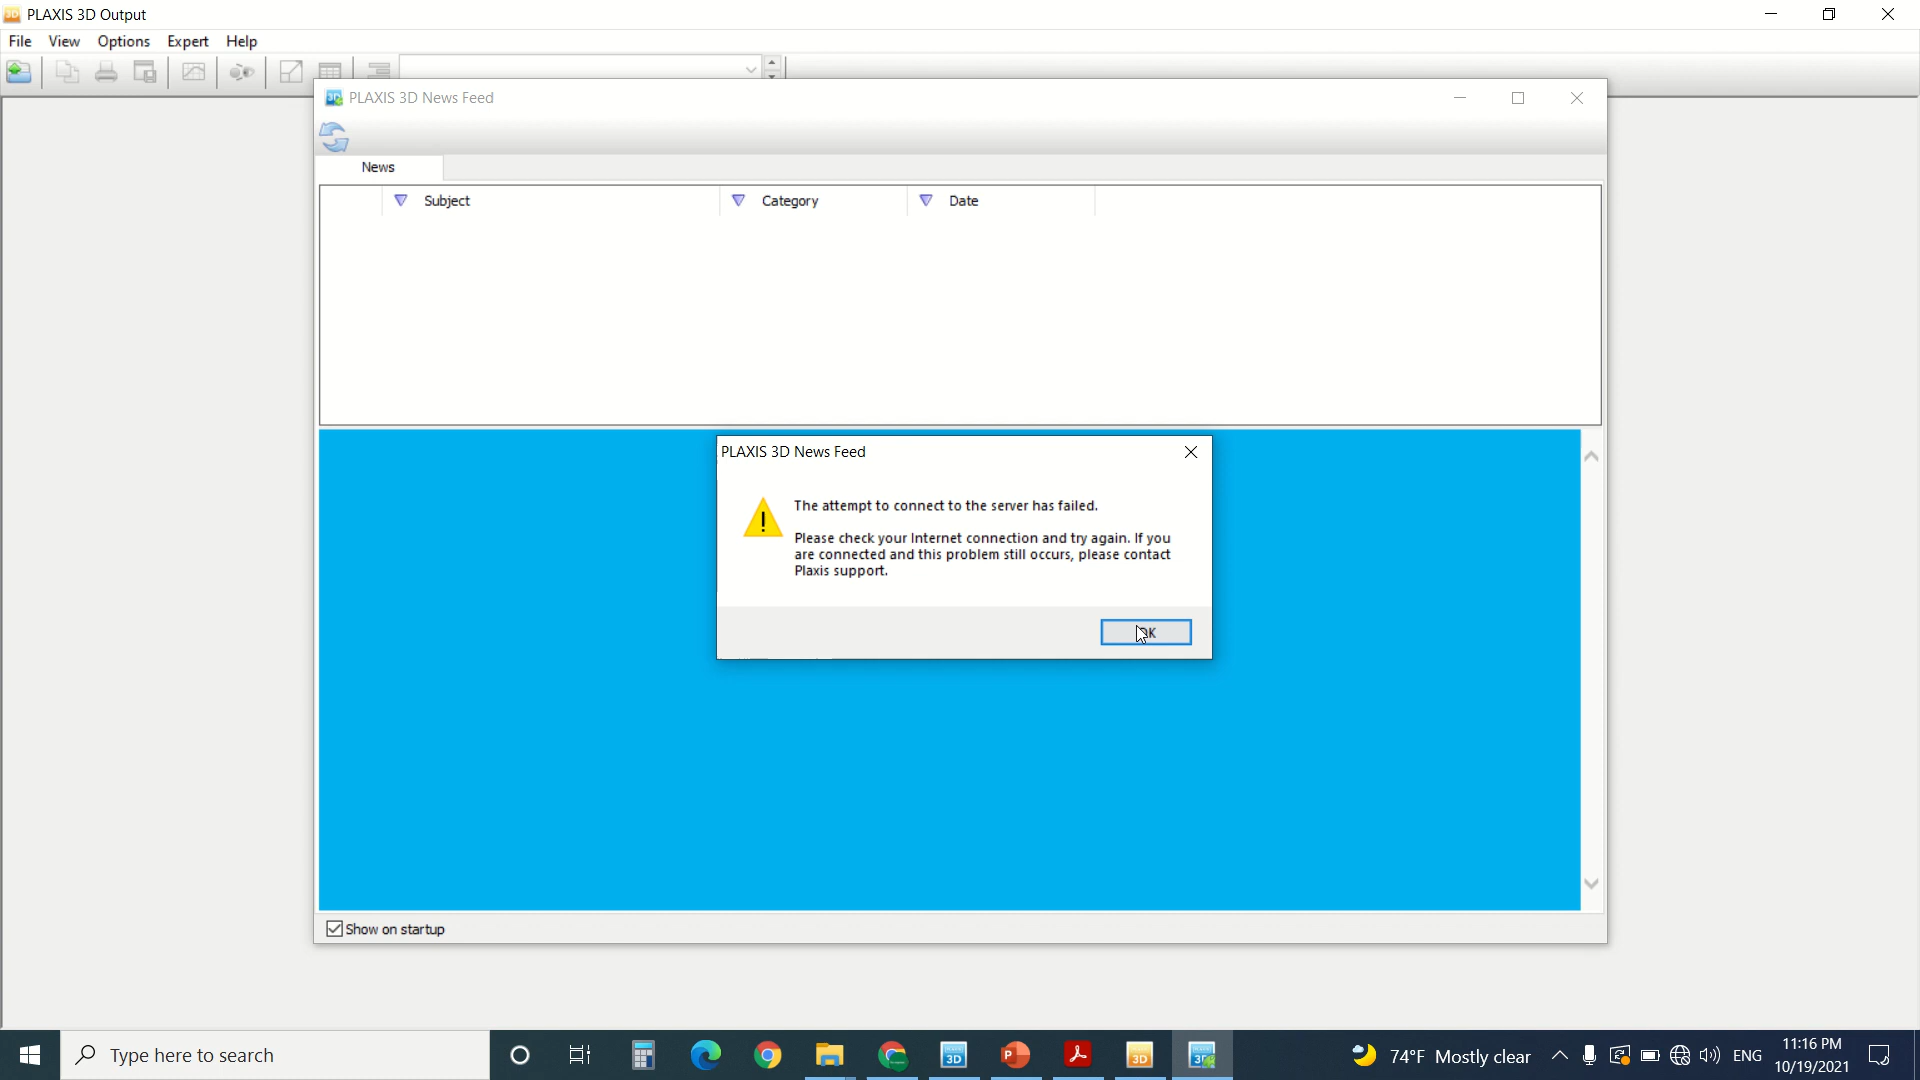 PLAXIS 3D Output
File View Options Expert Help
PLAXIS 3D News Feed
News
Subject Category Date
PLAXIS 3D News Feed
The attempt to connect to the server has failed.
Please check your Internet connection and try again. If you
are connected and this problem still occurs, please contact
Plaxis support.
OK
Show on startup
Type here to search
74°F Mostly clear
ENG
11:16 PM
10/19/2021